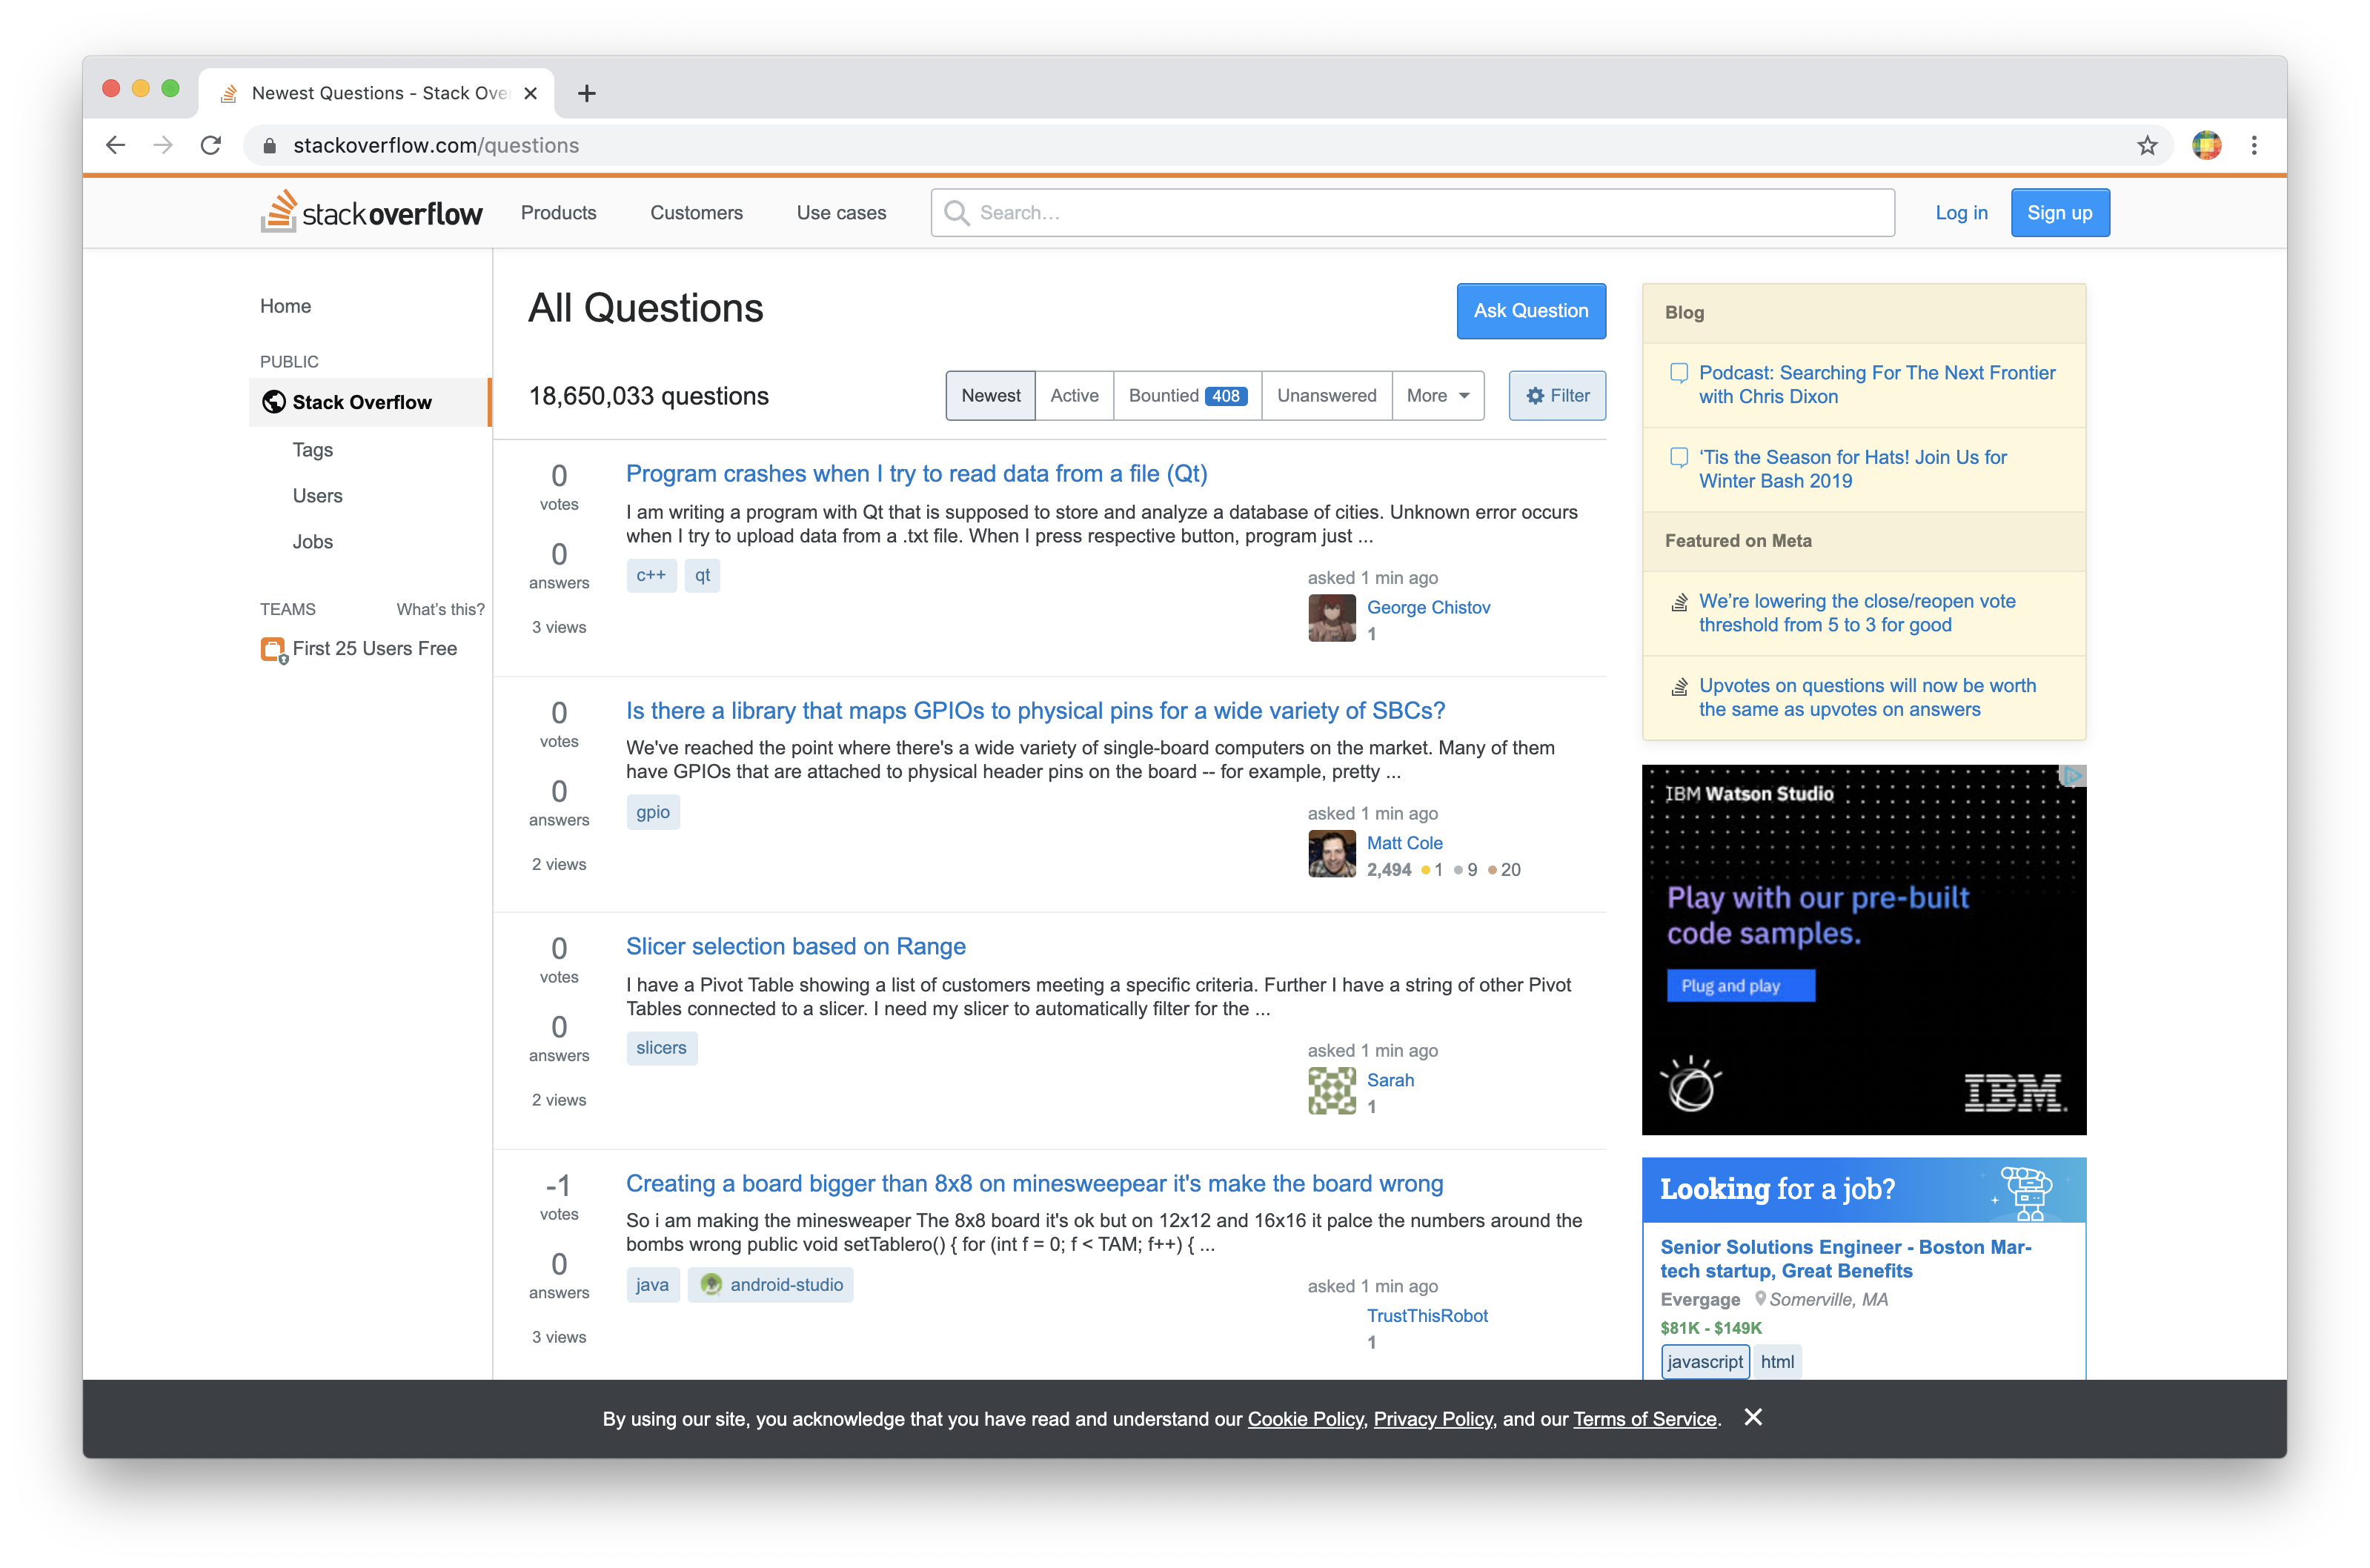 Newest Questions - Stack Over
stackoverflow.com/questions
stackoverflow
Products
Customers
Use cases
Search…
Log in
Sign up
Home
PUBLIC
Stack Overflow
Tags
Users
Jobs
TEAMS
What's this?
First 25 Users Free
All Questions
Ask Question
18,650,033 questions
Newest
Active
Bountied 408
Unanswered
More
Filter
0
votes
0
answers
3 views
Program crashes when I try to read data from a file (Qt)
I am writing a program with Qt that is supposed to store and analyze a database of cities. Unknown error occurs
when I try to upload data from a .txt file. When I press respective button, program just ...
c++
qt
asked 1 min ago
George Chistov
1
0
votes
0
answers
2 views
Is there a library that maps GPIOs to physical pins for a wide variety of SBCs?
We've reached the point where there's a wide variety of single-board computers on the market. Many of them
have GPIOs that are attached to physical header pins on the board -- for example, pretty ...
gpio
asked 1 min ago
Matt Cole
2,494 1 9 20
0
votes
0
answers
2 views
Slicer selection based on Range
I have a Pivot Table showing a list of customers meeting a specific criteria. Further I have a string of other Pivot
Tables connected to a slicer. I need my slicer to automatically filter for the ...
slicers
asked 1 min ago
Sarah
1
-1
votes
0
answers
3 views
Creating a board bigger than 8x8 on minesweepear it's make the board wrong
So i am making the minesweaper The 8x8 board it's ok but on 12x12 and 16x16 it palce the numbers around the
bombs wrong public void setTablero() { for (int f = 0; f < TAM; f++) { ...
java
android-studio
asked 1 min ago
TrustThisRobot
1
Blog
Podcast: Searching For The Next Frontier
with Chris Dixon
‘Tis the Season for Hats! Join Us for
Winter Bash 2019
Featured on Meta
We’re lowering the close/reopen vote
threshold from 5 to 3 for good
Upvotes on questions will now be worth
the same as upvotes on answers
IBM Watson Studio
Play with our pre-built
code samples.
Plug and play
IBM.
Looking for a job?
Senior Solutions Engineer - Boston Mar-
tech startup, Great Benefits
Evergage Somerville, MA
$81K - $149K
javascript
html
By using our site, you acknowledge that you have read and understand our Cookie Policy, Privacy Policy, and our Terms of Service.